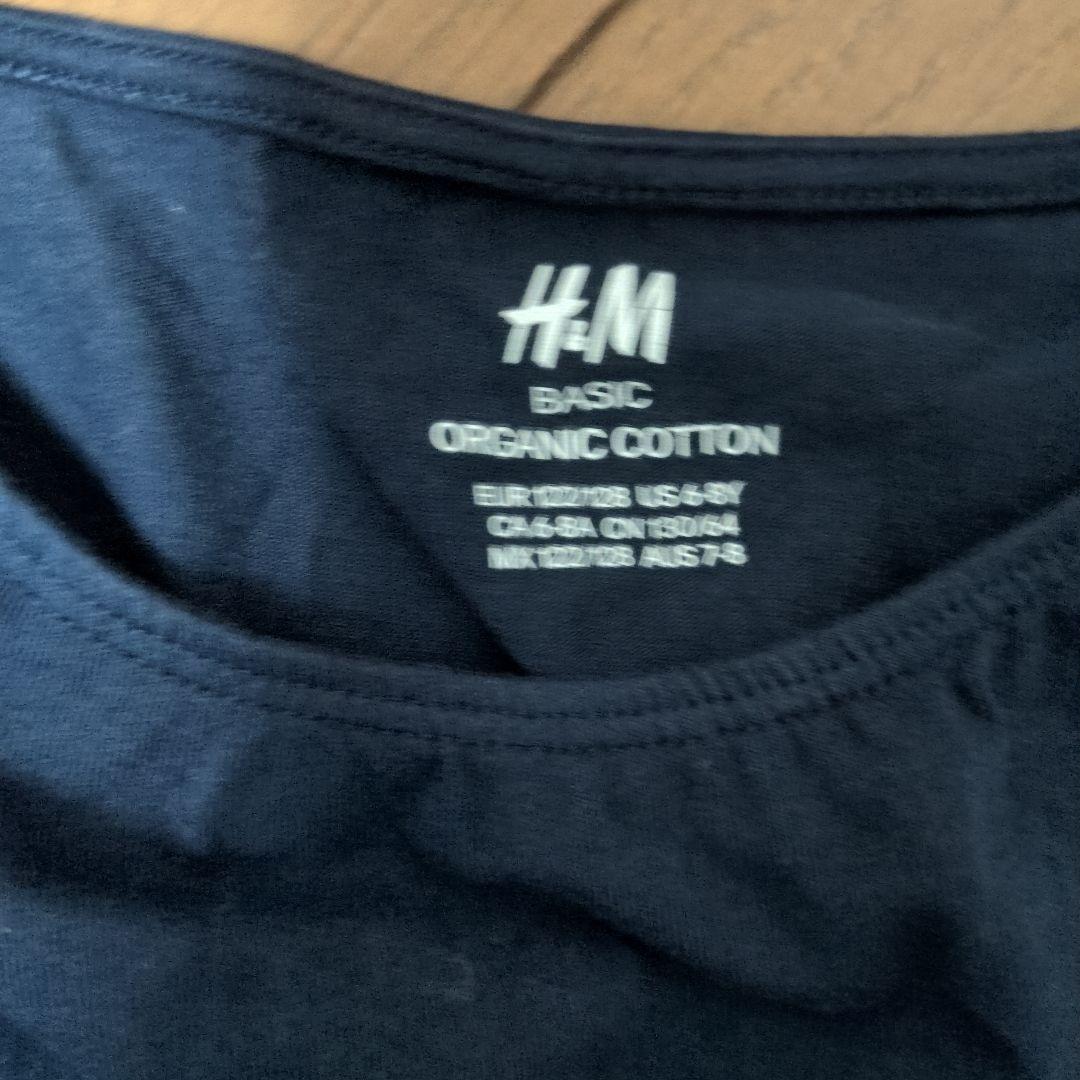 H&M
BASIC
ORGANIC COTTON
EUR 122/128 US 6-8Y
CA 6-8A CN 130/64
MX 122/128 AUS 7-8